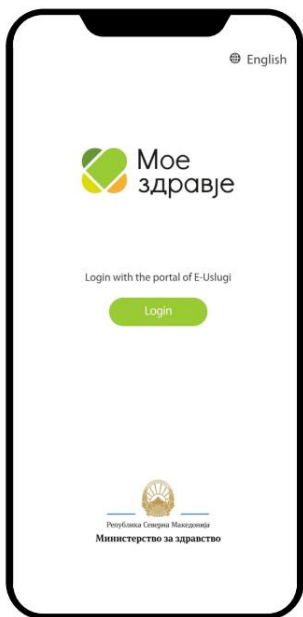 English
Мое
здравје
Login with the portal of E-Uslugi
Login
Република Северна Македонија
Министерство за здравство